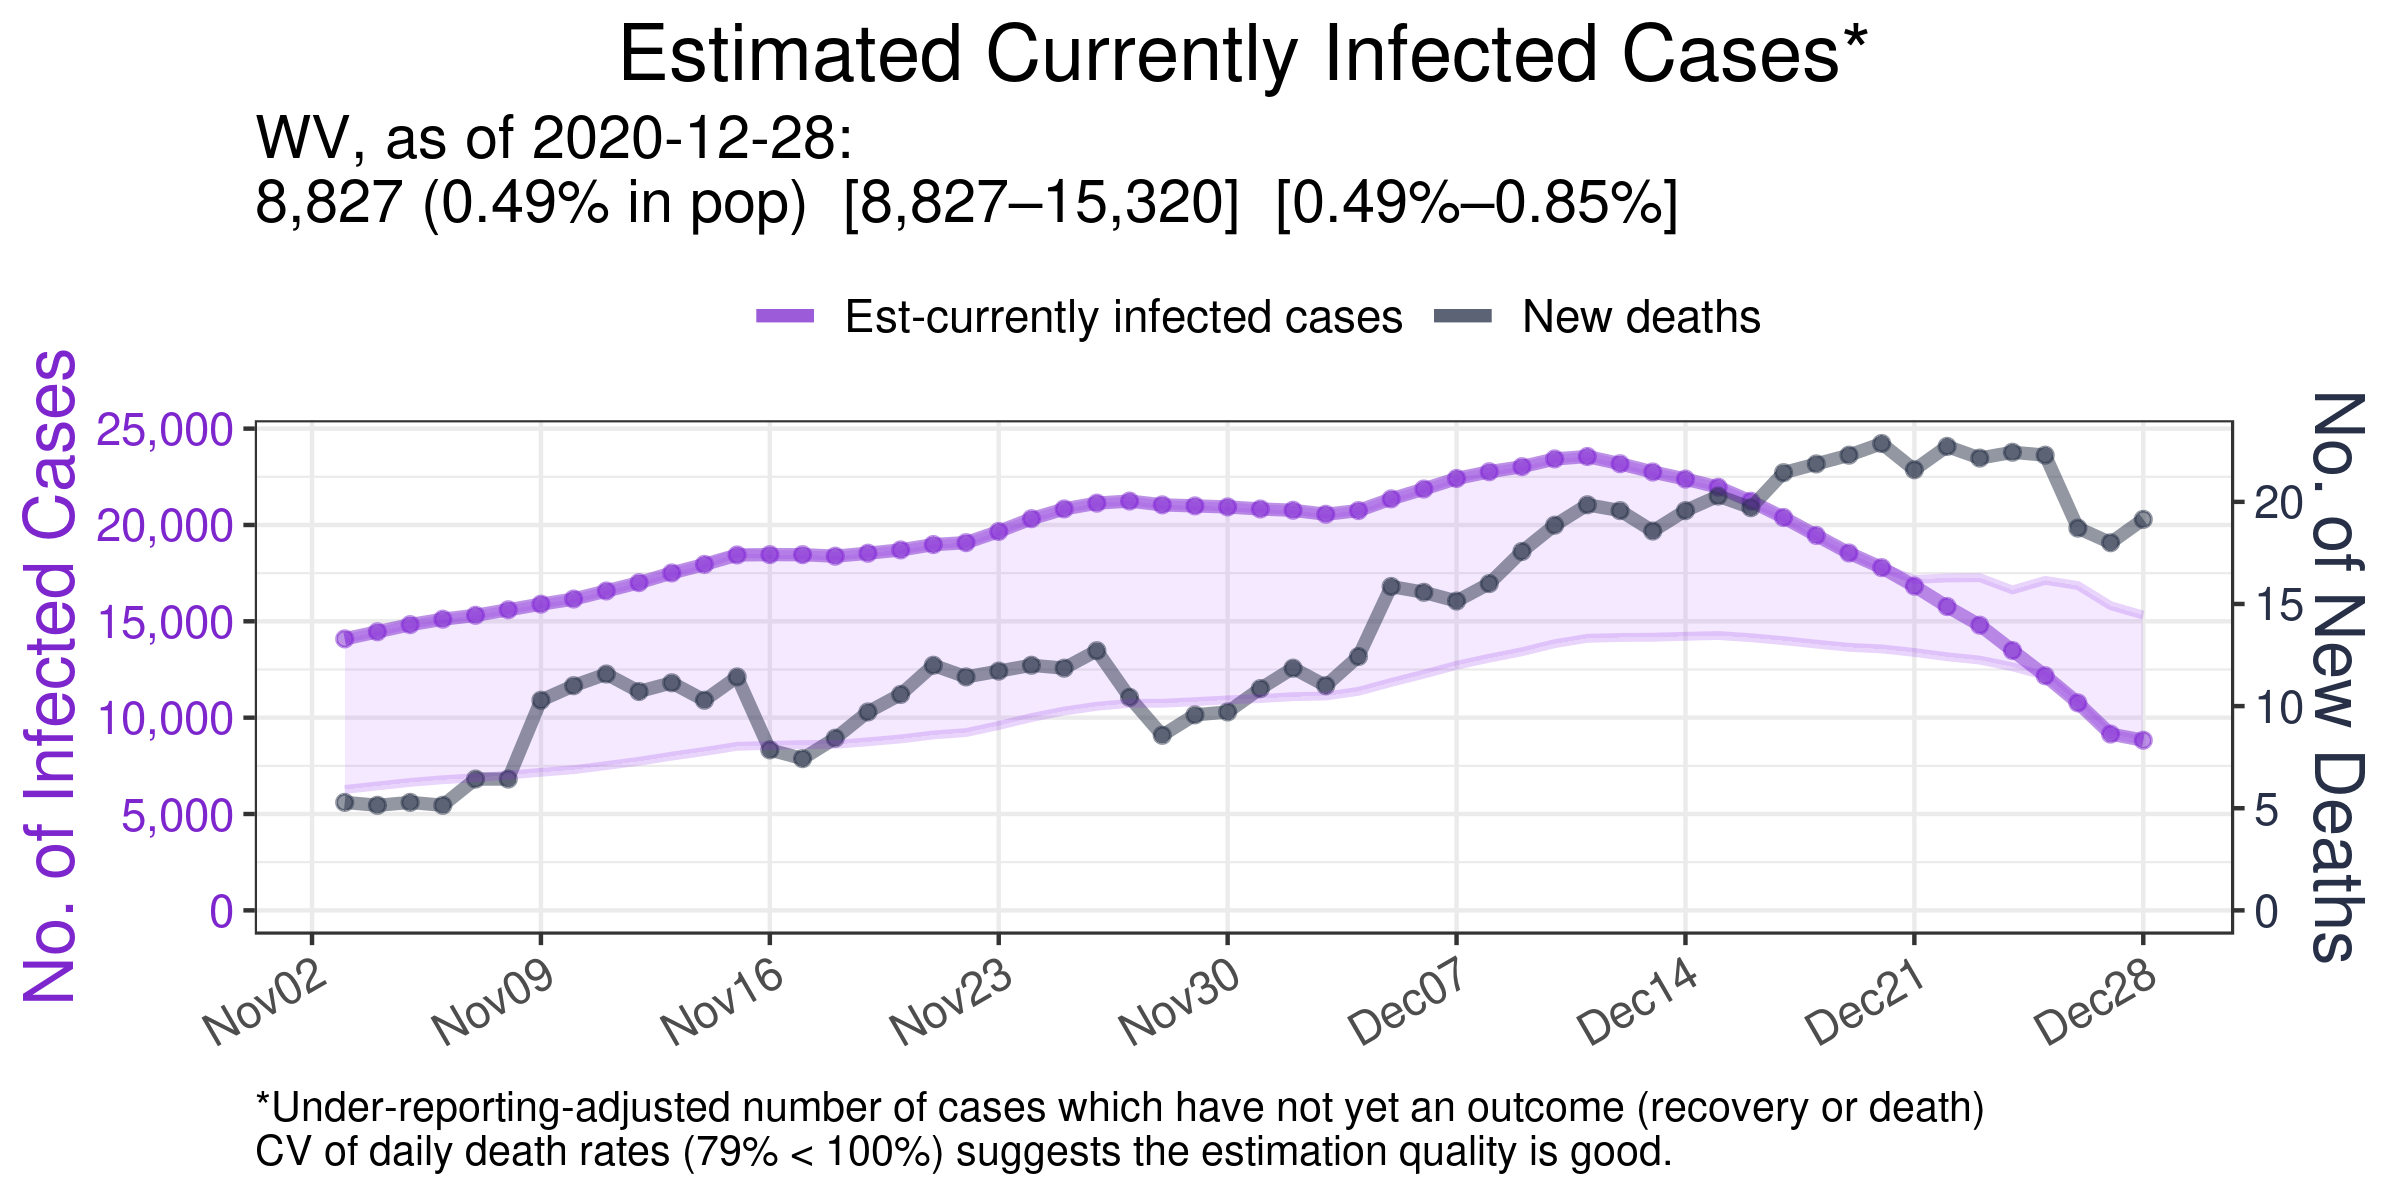 Estimated Currently Infected Cases*
WV, as of 2020-12-28:
8,827 (0.49% in pop)  [8,827–15,320]  [0.49%–0.85%]
Est-currently infected cases
New deaths
No. of Infected Cases
25,000
20,000
15,000
10,000
5,000
0
20
15
10
5
0
No. of New Deaths
Nov02
Nov09
Nov16
Nov23
Nov30
Dec07
Dec14
Dec21
Dec28
*Under-reporting-adjusted number of cases which have not yet an outcome (recovery or death)
CV of daily death rates (79% < 100%) suggests the estimation quality is good.